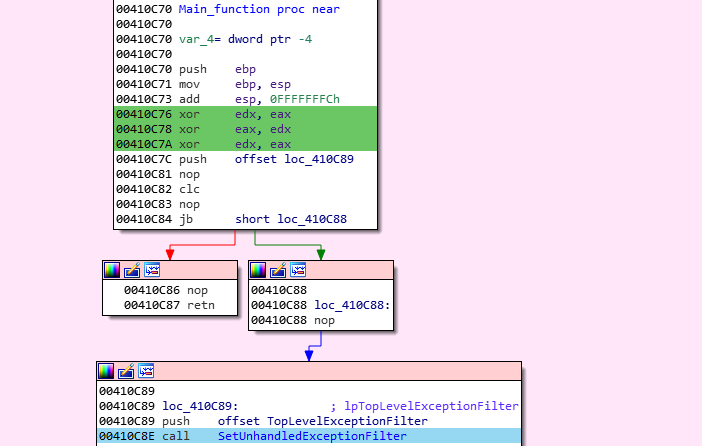 00410C70 Main_function proc near
00410C70
00410C70 var_4= dword ptr -4
00410C70
00410C70 push    ebp
00410C71 mov     ebp, esp
00410C73 add     esp, 0FFFFFFFCh
00410C76 xor     edx, eax
00410C78 xor     eax, edx
00410C7A xor     edx, eax
00410C7C push    offset loc_410C89
00410C81 nop
00410C82 clc
00410C83 nop
00410C84 jb      short loc_410C88
00410C86 nop
00410C87 retn
00410C88
00410C88 loc_410C88:
00410C88 nop
00410C89
00410C89 loc_410C89:             ; lpTopLevelExceptionFilter
00410C89 push    offset TopLevelExceptionFilter
00410C8E call    SetUnhandledExceptionFilter